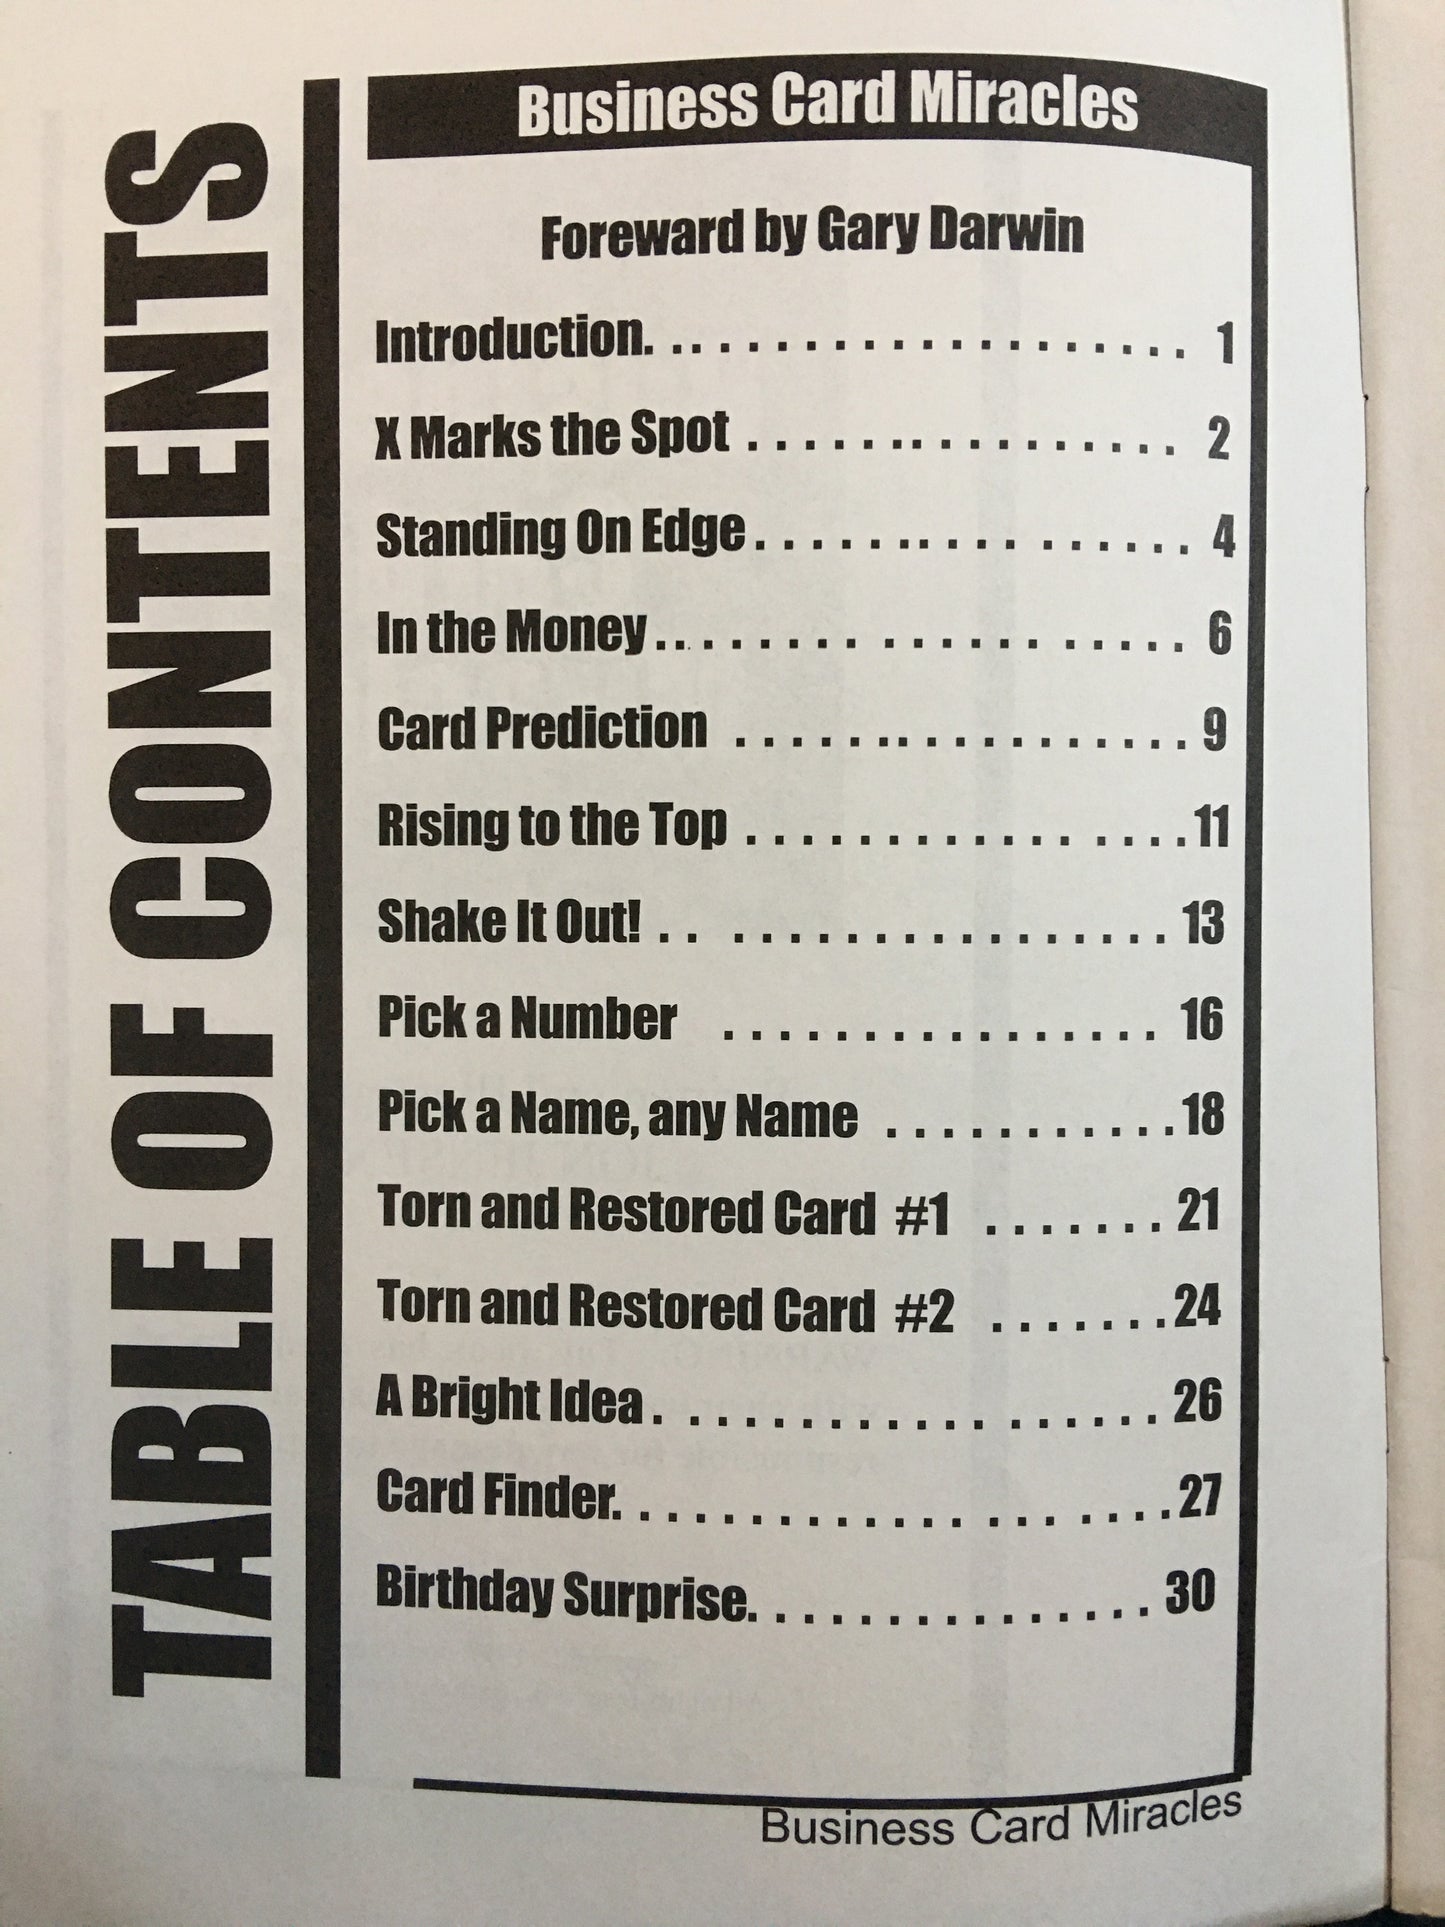 TABLE OF CONTENTS
Business Card Miracles
Foreward by Gary Darwin
Introduction. . . . . . . . . . . . . . . . . . . . 1
X Marks the Spot . . . . . . . . . . . . . . . . 2
Standing On Edge . . . . . . . . . . . . . . . . 4
In the Money . . . . . . . . . . . . . . . . . . . 6
Card Prediction . . . . . . . . . . . . . . . . . 9
Rising to the Top . . . . . . . . . . . . . . . . 11
Shake It Out! . . . . . . . . . . . . . . . . . . 13
Pick a Number . . . . . . . . . . . . . . . . 16
Pick a Name, any Name . . . . . . . . . . . 18
Torn and Restored Card #1 . . . . . . . 21
Torn and Restored Card #2 . . . . . . . 24
A Bright Idea . . . . . . . . . . . . . . . . . . 26
Card Finder. . . . . . . . . . . . . . . . . . . . 27
Birthday Surprise. . . . . . . . . . . . . . . 30
Business Card Miracles